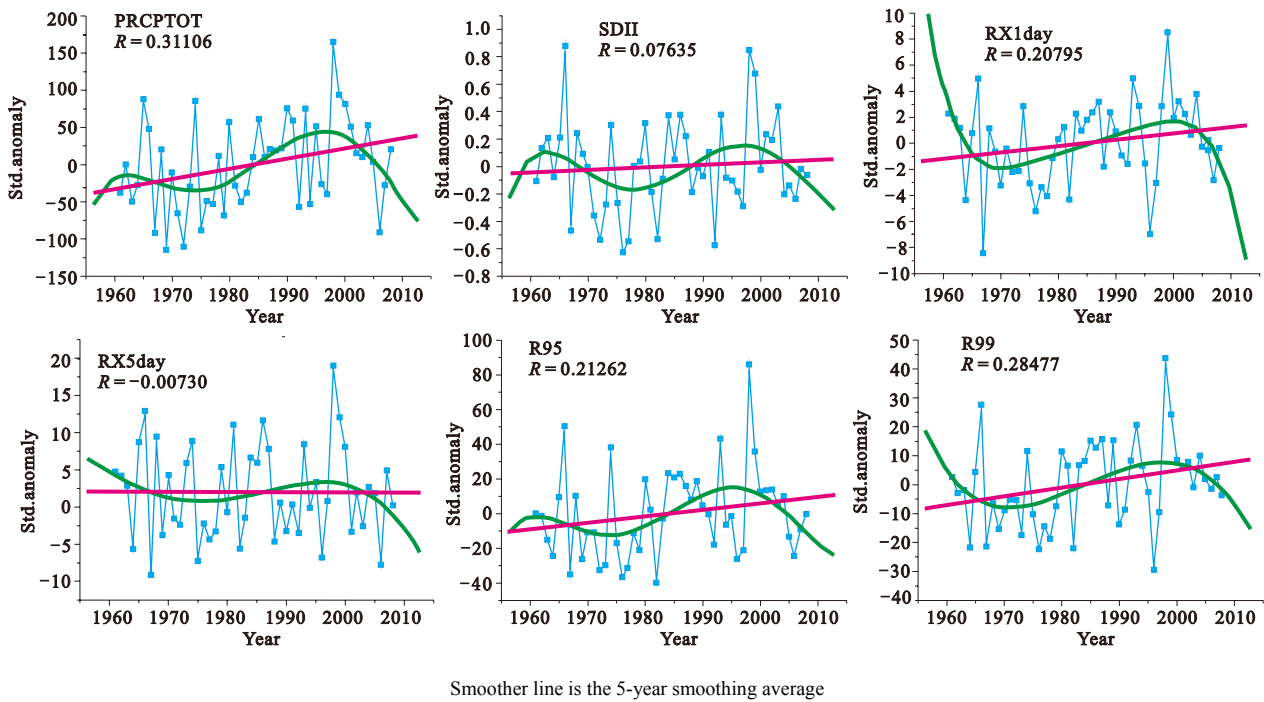 PRCPTOT
R = 0.31106
200
150
100
50
0
−50
−100
−150
Std.anomaly
1960 1970 1980 1990 2000 2010
Year
SDII
R = 0.07635
1.0
0.8
0.6
0.4
0.2
0
−0.2
−0.4
−0.6
−0.8
Std.anomaly
1960 1970 1980 1990 2000 2010
Year
RX1day
R = 0.20795
10
8
6
4
2
0
−2
−4
−6
−8
−10
Std.anomaly
1960 1970 1980 1990 2000 2010
Year
RX5day
R = −0.00730
20
15
10
5
0
−5
−10
Std.anomaly
1960 1970 1980 1990 2000 2010
Year
R95
R = 0.21262
100
80
60
40
20
0
−20
−40
Std.anomaly
1960 1970 1980 1990 2000 2010
Year
R99
R = 0.28477
50
40
30
20
10
0
−10
−20
−30
−40
Std.anomaly
1960 1970 1980 1990 2000 2010
Year
Smoother line is the 5-year smoothing average